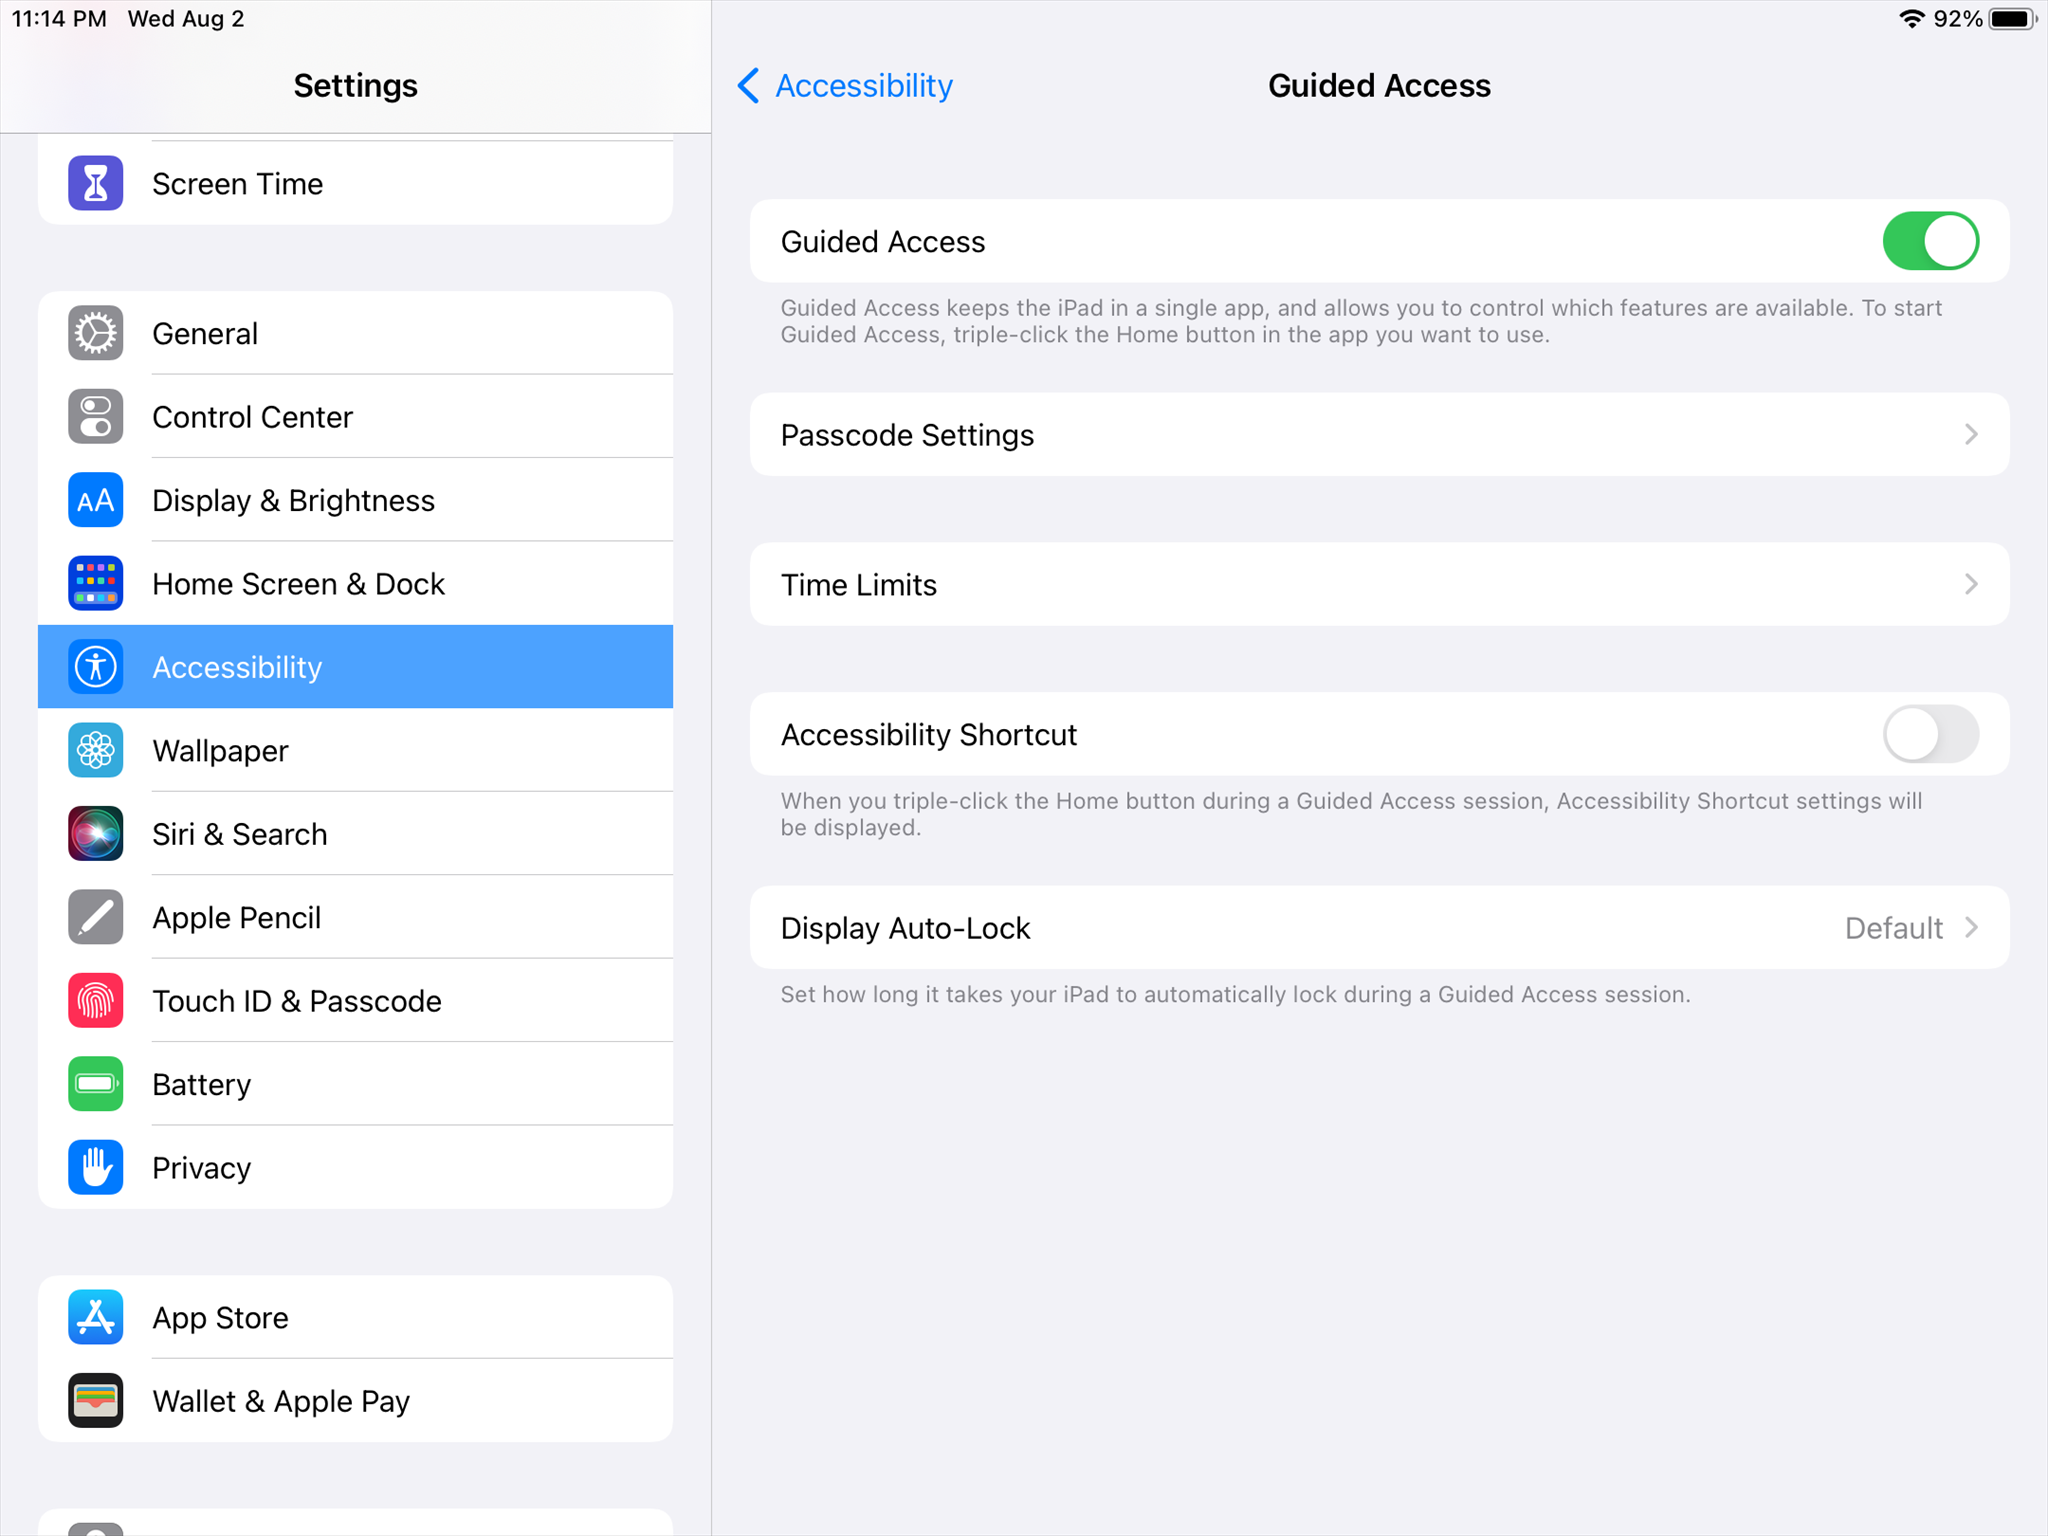 11:14 PM Wed Aug 2
92%
Settings
Screen Time
General
Control Center
AA Display & Brightness
Home Screen & Dock
Accessibility
Wallpaper
Siri & Search
Apple Pencil
Touch ID & Passcode
Battery
Privacy
App Store
Wallet & Apple Pay
Accessibility
Guided Access
Guided Access
Guided Access keeps the iPad in a single app, and allows you to control which features are available. To start
Guided Access, triple-click the Home button in the app you want to use.
Passcode Settings
Time Limits
Accessibility Shortcut
When you triple-click the Home button during a Guided Access session, Accessibility Shortcut settings will
be displayed.
Display Auto-Lock Default
Set how long it takes your iPad to automatically lock during a Guided Access session.